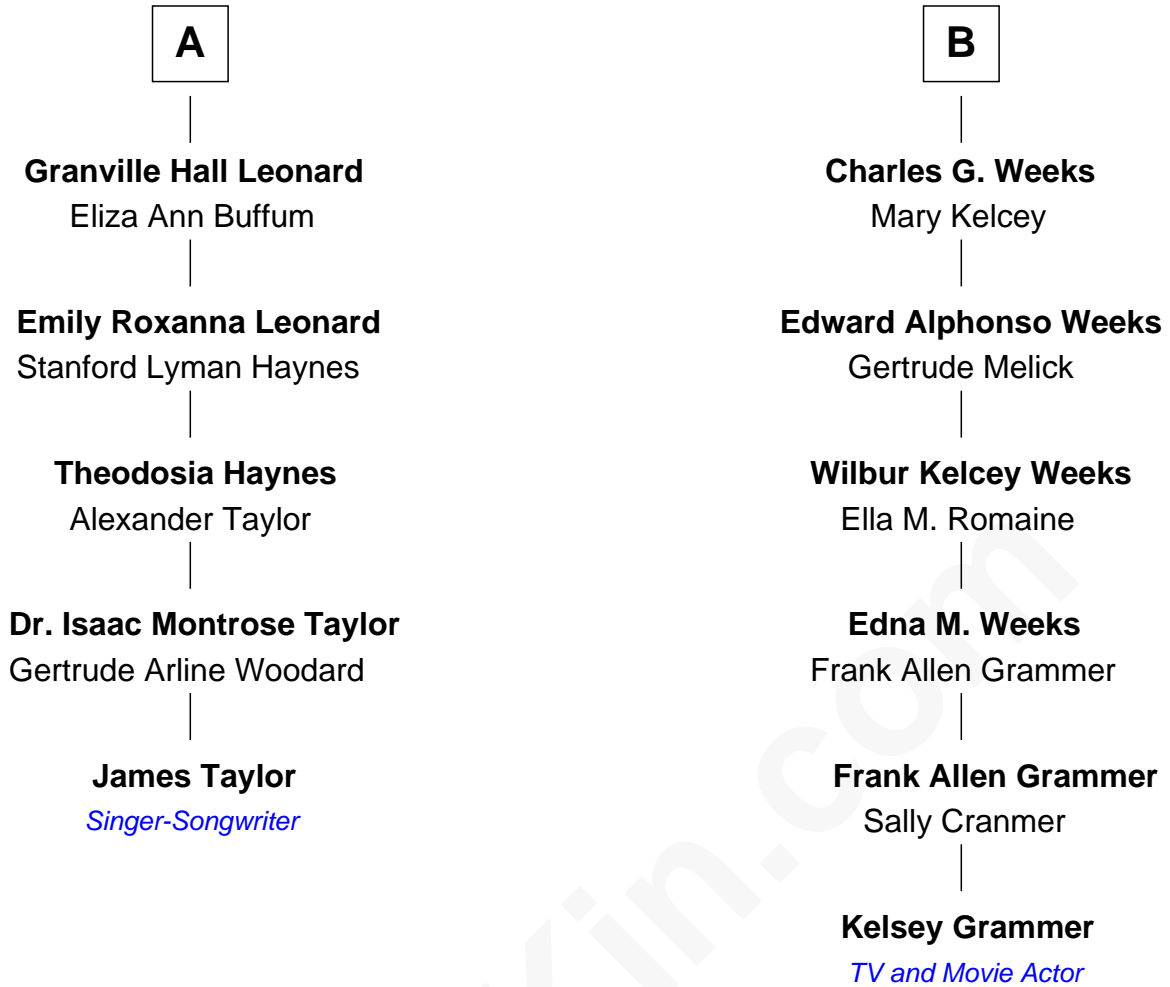 A
Granville Hall Leonard
Eliza Ann Buffum
Emily Roxanna Leonard
Stanford Lyman Haynes
Theodosia Haynes
Alexander Taylor
Dr. Isaac Montrose Taylor
Gertrude Arline Woodard
James Taylor
Singer-Songwriter
B
Charles G. Weeks
Mary Kelcey
Edward Alphonso Weeks
Gertrude Melick
Wilbur Kelcey Weeks
Ella M. Romaine
Edna M. Weeks
Frank Allen Grammer
Frank Allen Grammer
Sally Cranmer
Kelsey Grammer
TV and Movie Actor
Kin.com